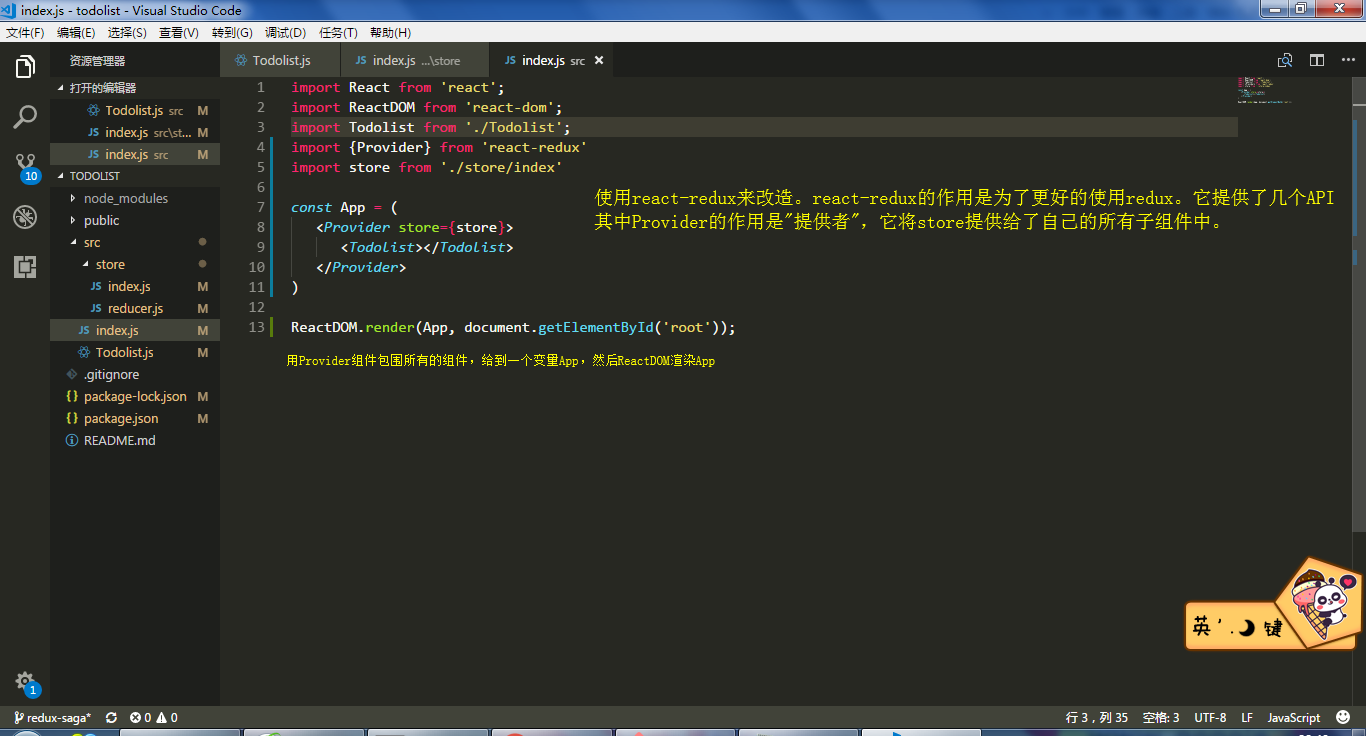 index.js - todolist - Visual Studio Code
文件(F) 编辑(E) 选择(S) 查看(V) 转到(G) 调试(D) 任务(T) 帮助(H)
资源管理器
打开的编辑器
Todolist.js src M
JS index.js src\st... M
JS index.js src M
10
TODOLIST
node_modules
public
src
store
JS index.js M
JS reducer.js M
JS index.js M
Todolist.js M
.gitignore
{} package-lock.json M
{} package.json M
README.md
Todolist.js
JS index.js ...\store
JS index.js src
1 import React from 'react';
2 import ReactDOM from 'react-dom';
3 import Todolist from './Todolist';
4 import {Provider} from 'react-redux'
5 import store from './store/index'
6
7 const App = (
8 <Provider store={store}>
9 <Todolist></Todolist>
10 </Provider>
11 )
12
13 ReactDOM.render(App, document.getElementById('root'));
使用react-redux来改造。react-redux的作用是为了更好的使用redux。它提供了几个API
其中Provider的作用是"提供者"，它将store提供给了自己的所有子组件中。
用Provider组件包围所有的组件，给到一个变量App，然后ReactDOM渲染App
英 ' . 键
1
redux-saga* 0 0 行 3，列 35 空格: 3 UTF-8 LF JavaScript